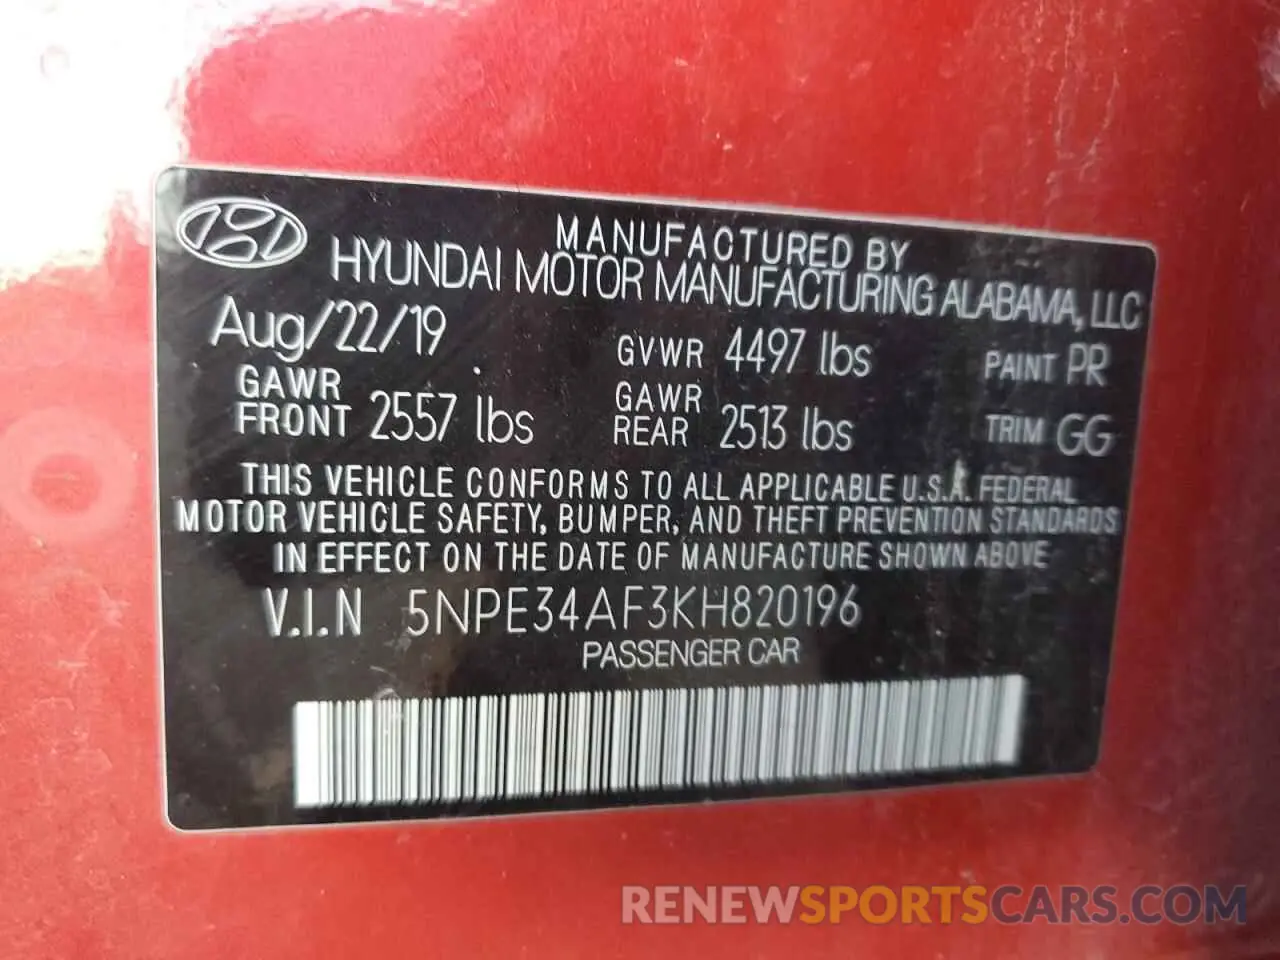 MANUFACTURED BY
HYUNDAI MOTOR MANUFACTURING ALABAMA, LLC
Aug/22/19 GVWR 4497 lbs PAINT PR
GAWR FRONT 2557 lbs GAWR REAR 2513 lbs TRIM GG
THIS VEHICLE CONFORMS TO ALL APPLICABLE U.S.A. FEDERAL
MOTOR VEHICLE SAFETY, BUMPER, AND THEFT PREVENTION STANDARDS
IN EFFECT ON THE DATE OF MANUFACTURE SHOWN ABOVE
V.I.N 5NPE34AF3KH820196
PASSENGER CAR
RENEWSPORTSCARS.COM